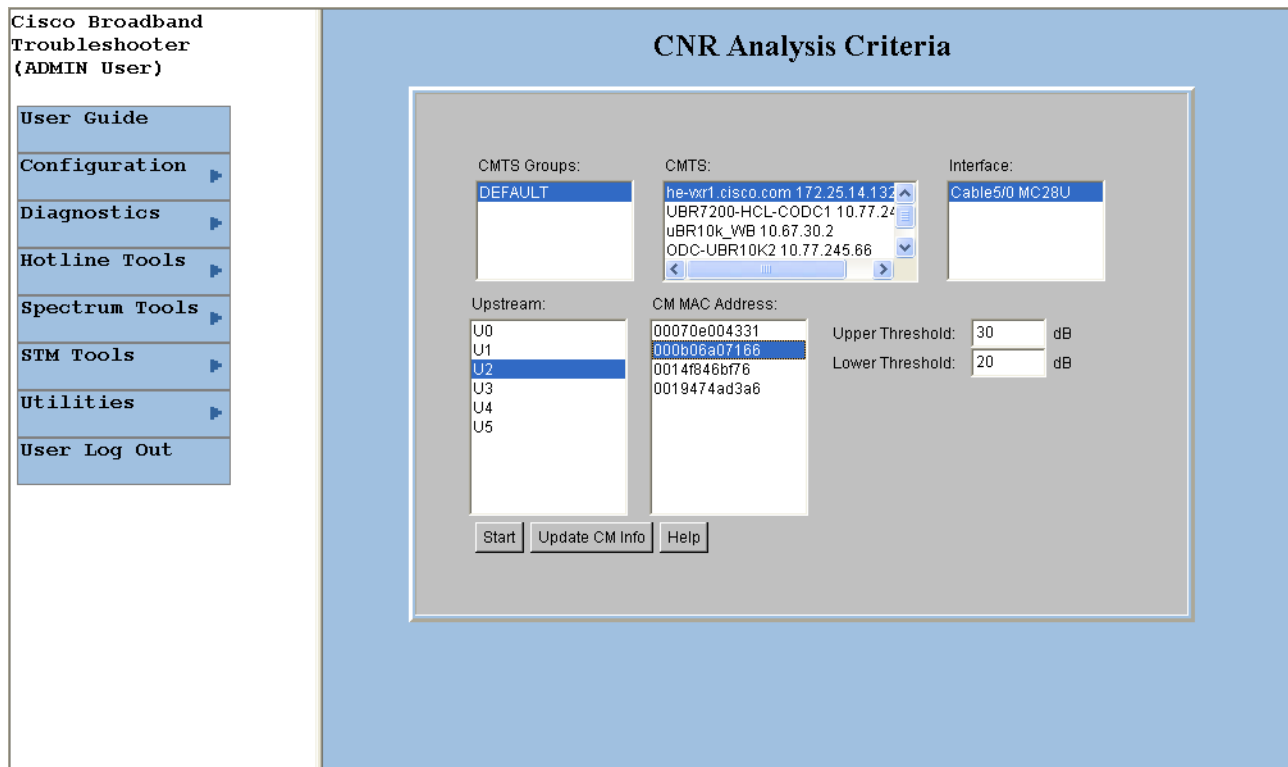 Cisco Broadband
Troubleshooter
(ADMIN User)
User Guide
Configuration
Diagnostics
Hotline Tools
Spectrum Tools
STM Tools
Utilities
User Log Out
CNR Analysis Criteria
CMTS Groups:
DEFAULT
CMTS:
he-vxr1.cisco.com 172.25.14.132
UBR7200-HCL-CODC1 10.77.24
uBR10k_WB 10.67.30.2
ODC-UBR10K2 10.77.245.66
Interface:
Cable5/0 MC28U
Upstream:
U0
U1
U2
U3
U4
U5
CM MAC Address:
00070e004331
000b06a07166
0014f846bf76
0019474ad3a6
Upper Threshold: 30 dB
Lower Threshold: 20 dB
Start Update CM Info Help